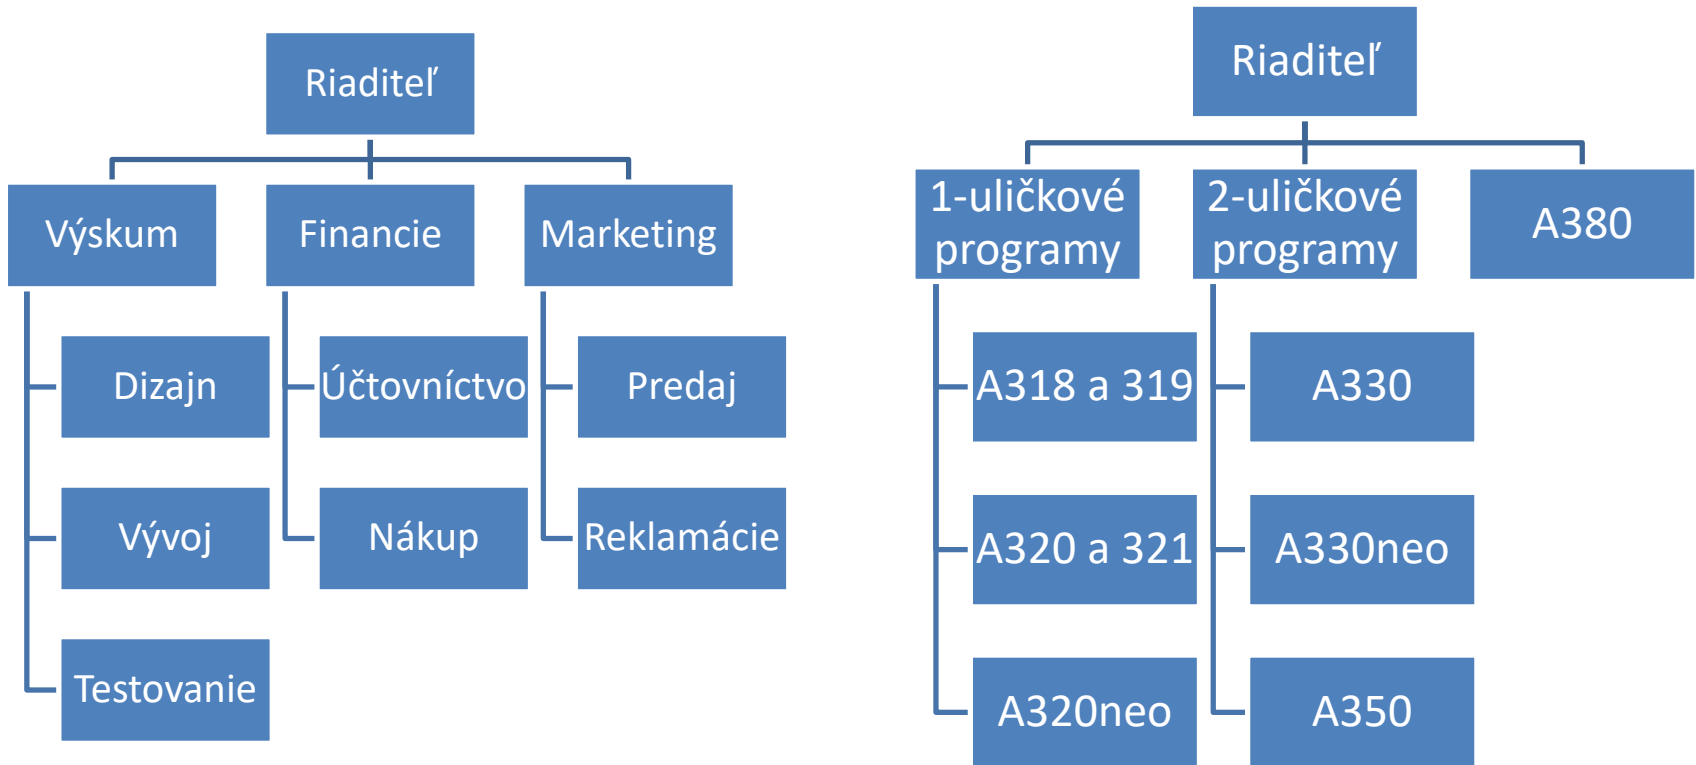 Riaditeľ
Výskum
Financie
Marketing
Dizajn
Účtovníctvo
Predaj
Vývoj
Nákup
Reklamácie
Testovanie
Riaditeľ
1-uličkové
programy
2-uličkové
programy
A380
A318 a 319
A330
A320 a 321
A330neo
A320neo
A350